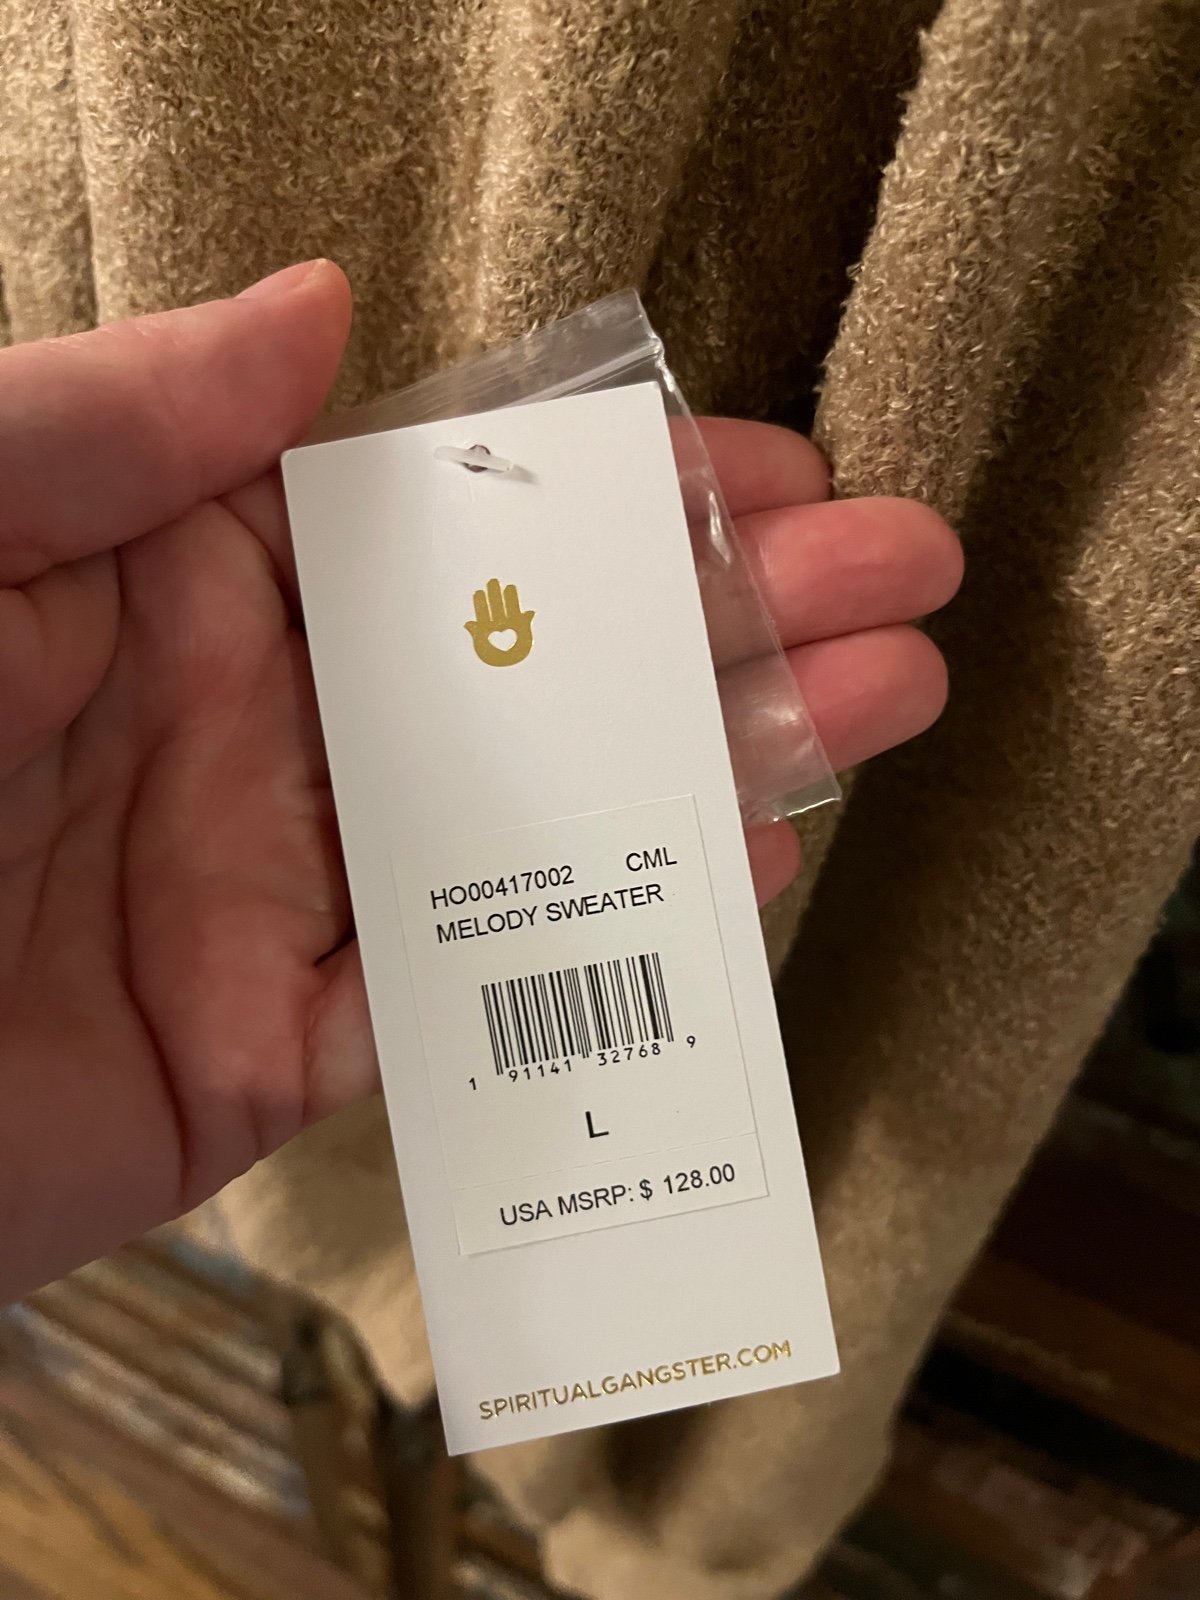 HO00417002 CML
MELODY SWEATER
1 91141 32768 9
L
USA MSRP: $ 128.00
SPIRITUALGANGSTER.COM